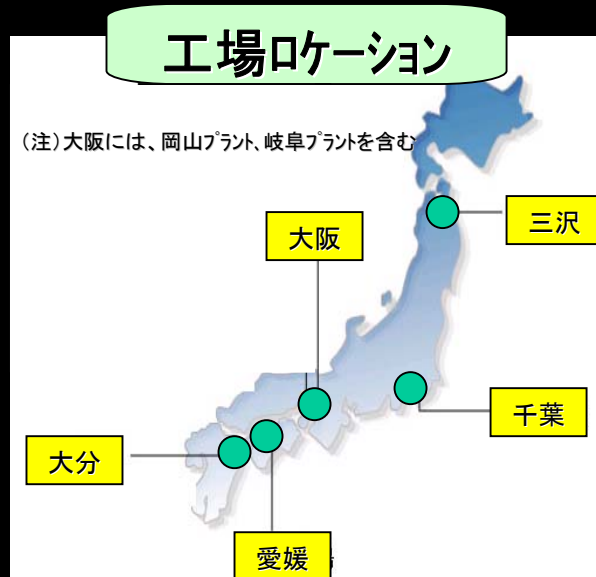 工場ロケーション
(注)大阪には、岡山プラント、岐阜プラントを含む
三沢
大阪
千葉
大分
愛媛